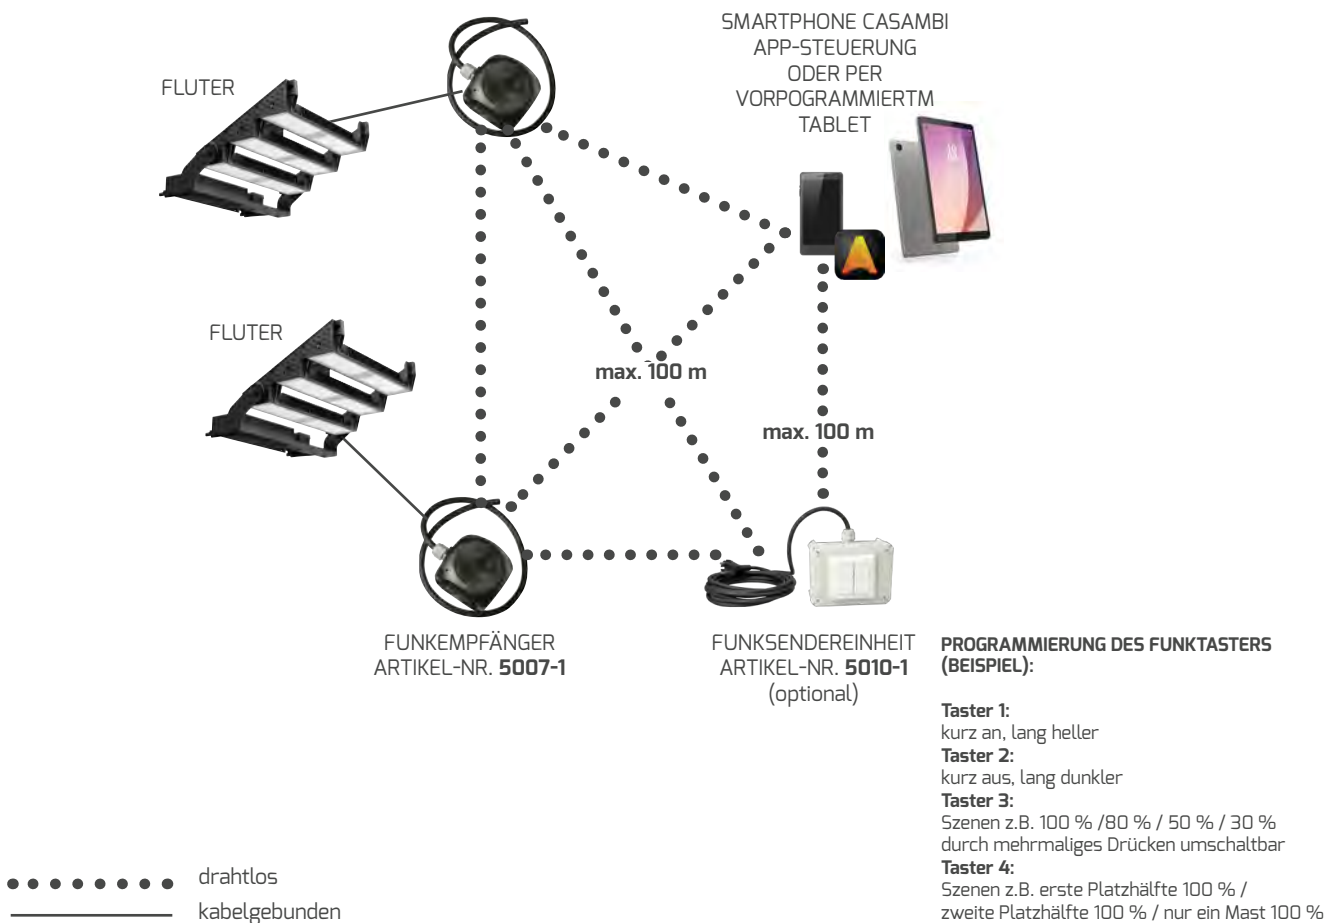 SMARTPHONE CASAMBI
APP-STEUERUNG
ODER PER
VORPOGRAMMIERTM
TABLET
FLUTER
FLUTER
max. 100 m
max. 100 m
FUNKEMPFÄNGER
ARTIKEL-NR. 5007-1
FUNKSENDEREINHEIT
ARTIKEL-NR. 5010-1
(optional)
PROGRAMMIERUNG DES FUNKTASTERS
(BEISPIEL):
Taster 1:
kurz an, lang heller
Taster 2:
kurz aus, lang dunkler
Taster 3:
Szenen z.B. 100 % /80 % / 50 % / 30 %
durch mehrmaliges Drücken umschaltbar
Taster 4:
Szenen z.B. erste Platzhälfte 100 % /
zweite Platzhälfte 100 % / nur ein Mast 100 %
drahtlos
kabelgebunden